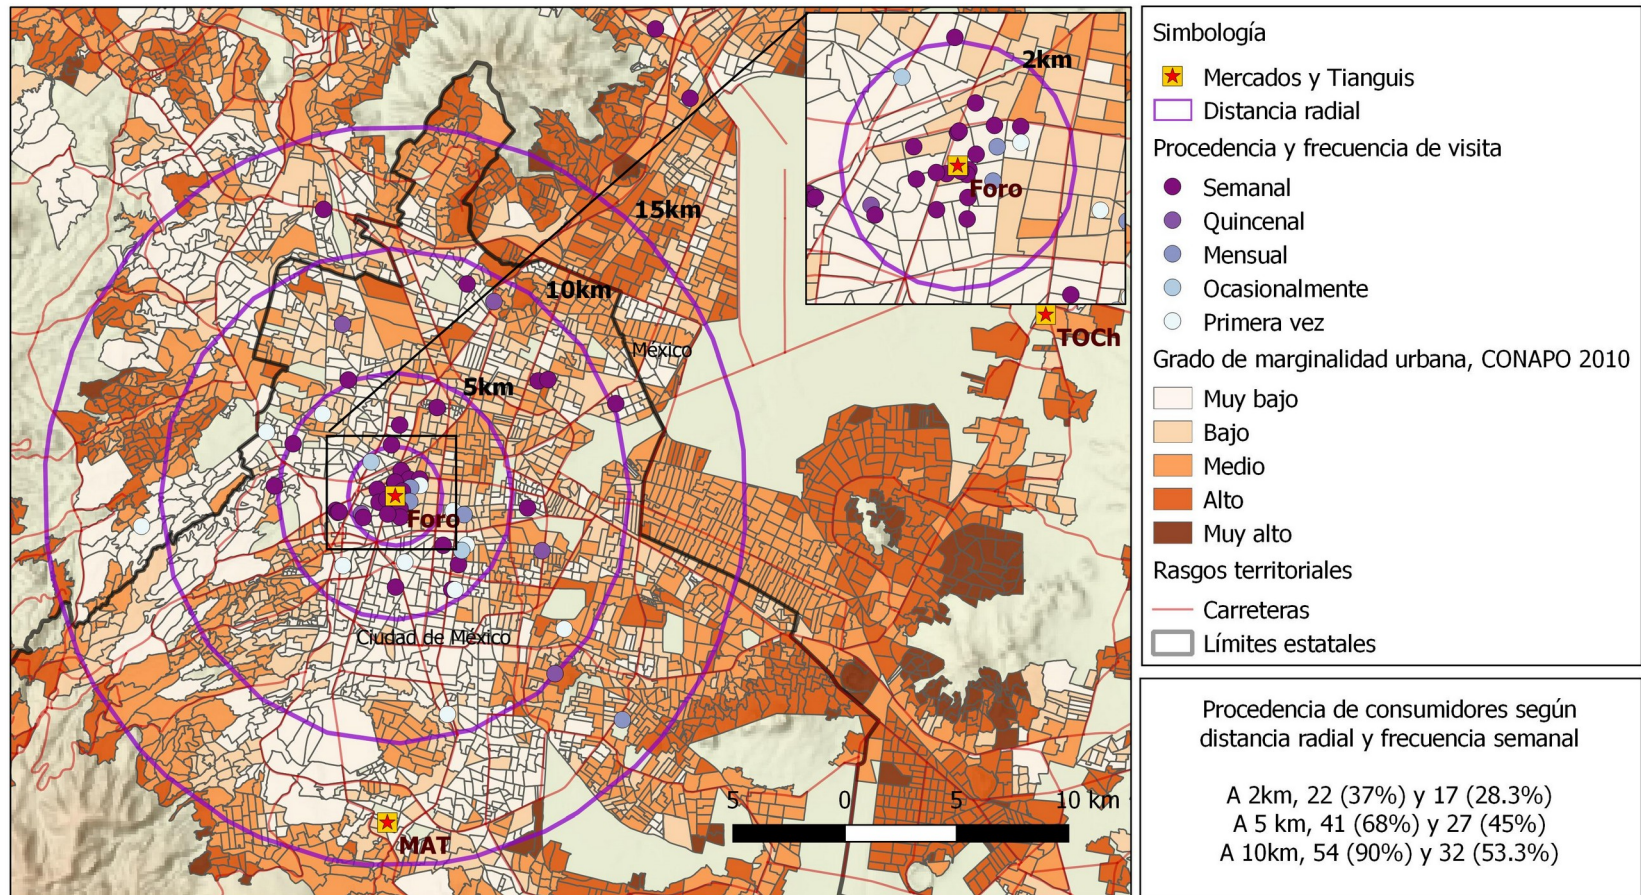 2km
Foro
15km
10km
México
TOCh
5km
Foro
Ciudad de México
5 0 5 10 km
MAT
Simbología
Mercados y Tianguis
Distancia radial
Procedencia y frecuencia de visita
Semanal
Quincenal
Mensual
Ocasionalmente
Primera vez
Grado de marginalidad urbana, CONAPO 2010
Muy bajo
Bajo
Medio
Alto
Muy alto
Rasgos territoriales
Carreteras
Límites estatales
Procedencia de consumidores según
distancia radial y frecuencia semanal
A 2km, 22 (37%) y 17 (28.3%)
A 5 km, 41 (68%) y 27 (45%)
A 10km, 54 (90%) y 32 (53.3%)